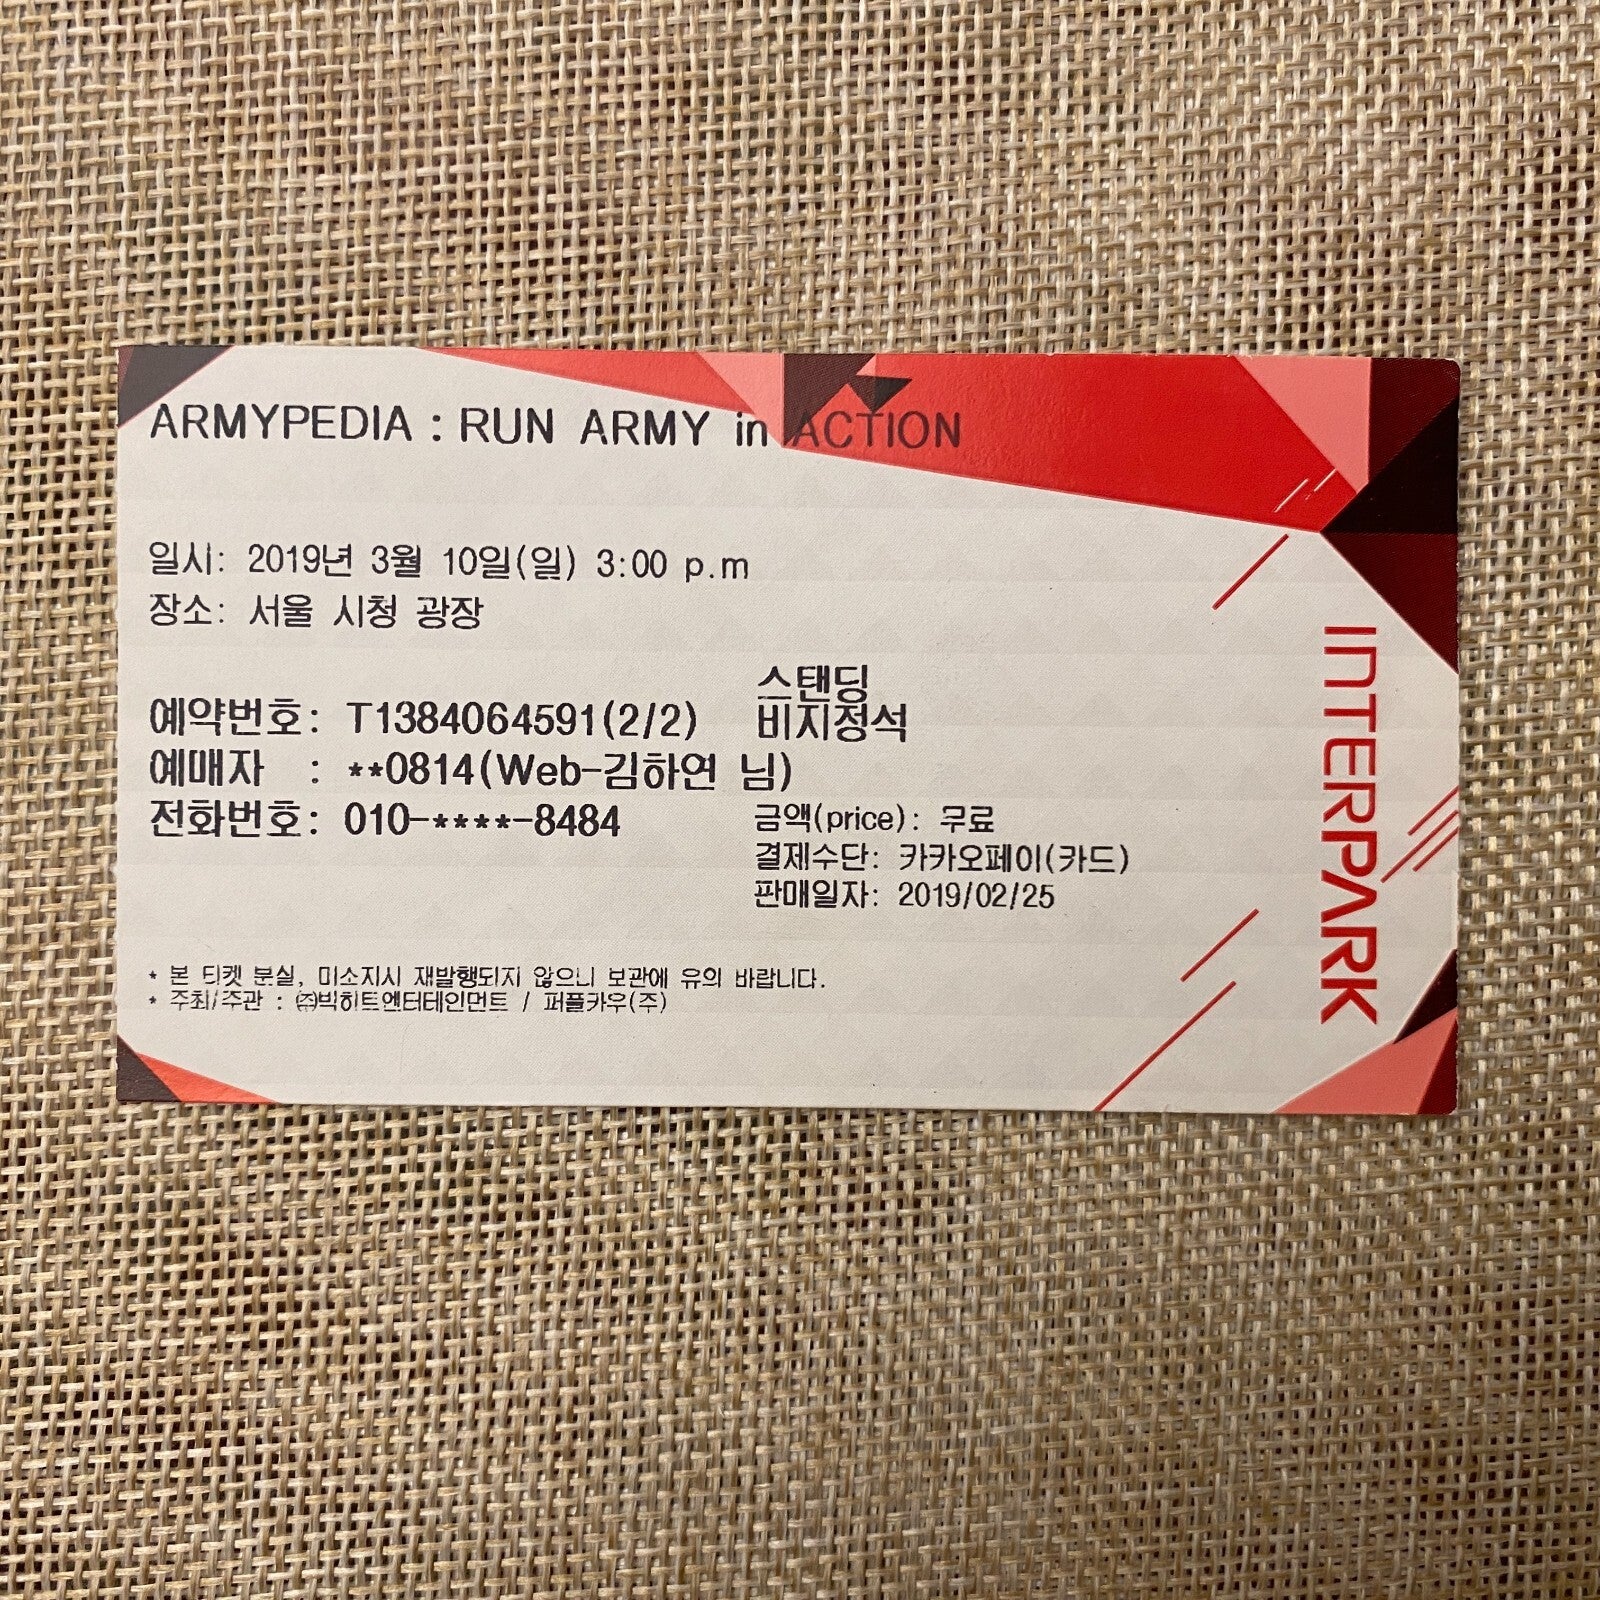 ARMYPEDIA : RUN ARMY in ACTION
일시: 2019년 3월 10일(일) 3:00 p.m
장소: 서울 시청 광장
스탠딩
예약번호: T1384064591(2/2) 비지정석
예매자 : **0814(Web-김하연 님)
전화번호: 010-****-8484 금액(price): 무료
결제수단: 카카오페이(카드)
판매일자: 2019/02/25
* 본 티켓 분실, 미소지시 재발행되지 않으니 보관에 유의 바랍니다.
* 주최/주관 : ㈜빅히트엔터테인먼트 / 퍼플카우(주)
INTERPARK